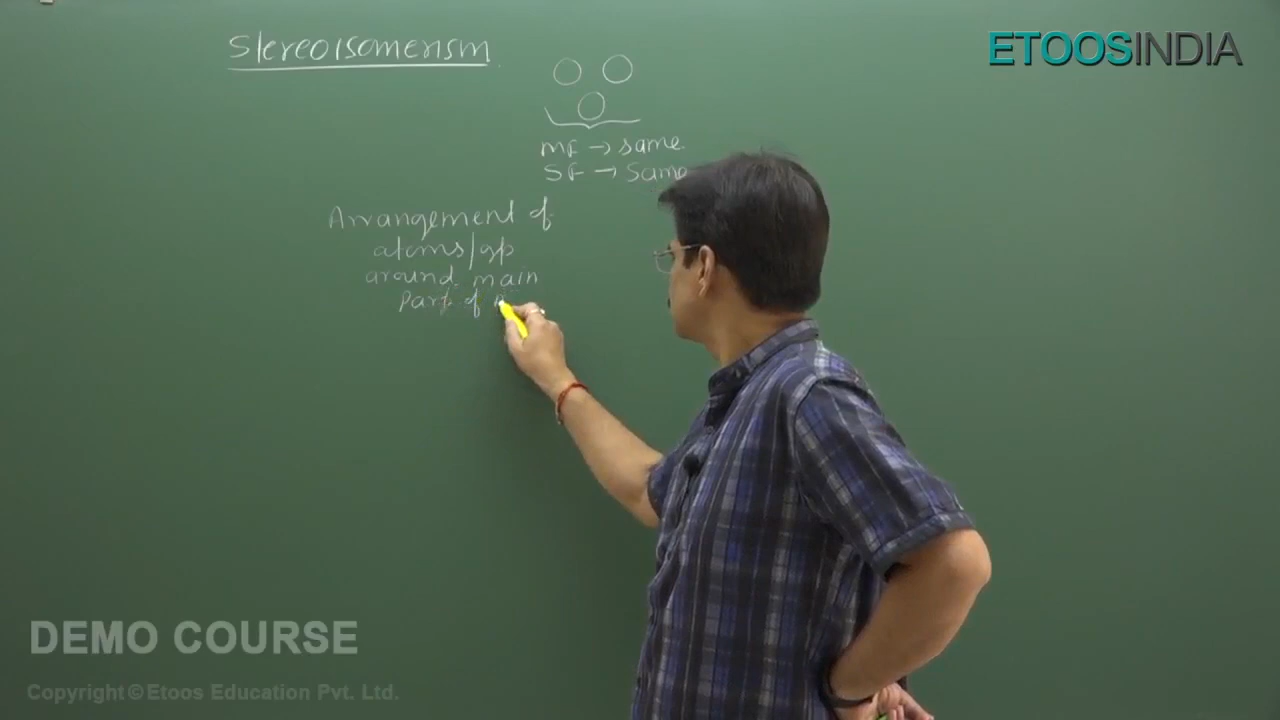 Stereoisomerism
ETOOSINDIA
MF → same
SF → Same
Arrangement of
atoms/gp
around main
Part of
DEMO COURSE
Copyright©Etoos Education Pvt. Ltd.